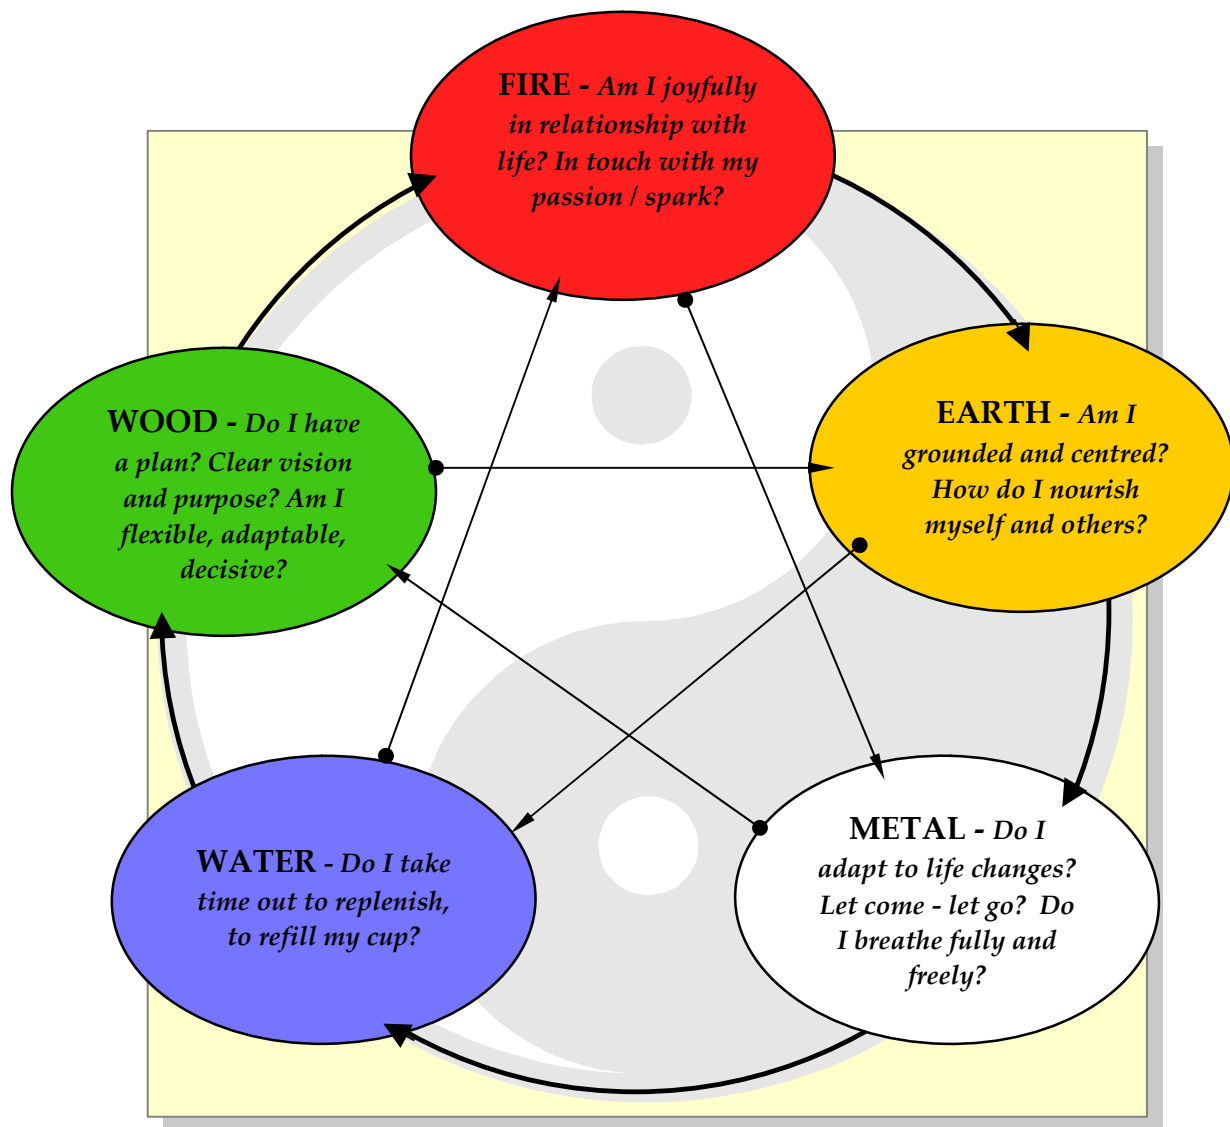 FIRE - Am I joyfully
in relationship with
life? In touch with my
passion / spark?
WOOD - Do I have
a plan? Clear vision
and purpose? Am I
flexible, adaptable,
decisive?
EARTH - Am I
grounded and centred?
How do I nourish
myself and others?
WATER - Do I take
time out to replenish,
to refill my cup?
METAL - Do I
adapt to life changes?
Let come - let go?  Do
I breathe fully and
freely?